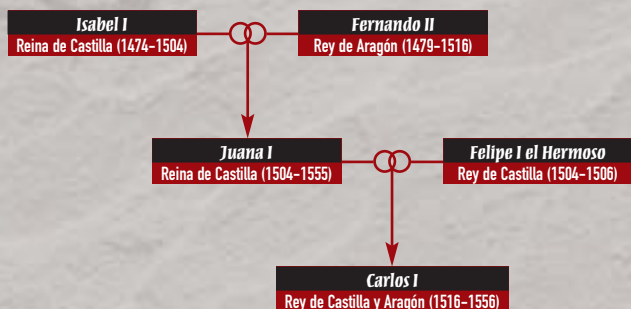 Isabel I
Reina de Castilla (1474-1504)
Fernando II
Rey de Aragón (1479-1516)
Juana I
Reina de Castilla (1504-1555)
Felipe I el Hermoso
Rey de Castilla (1504-1506)
Carlos I
Rey de Castilla y Aragón (1516-1556)